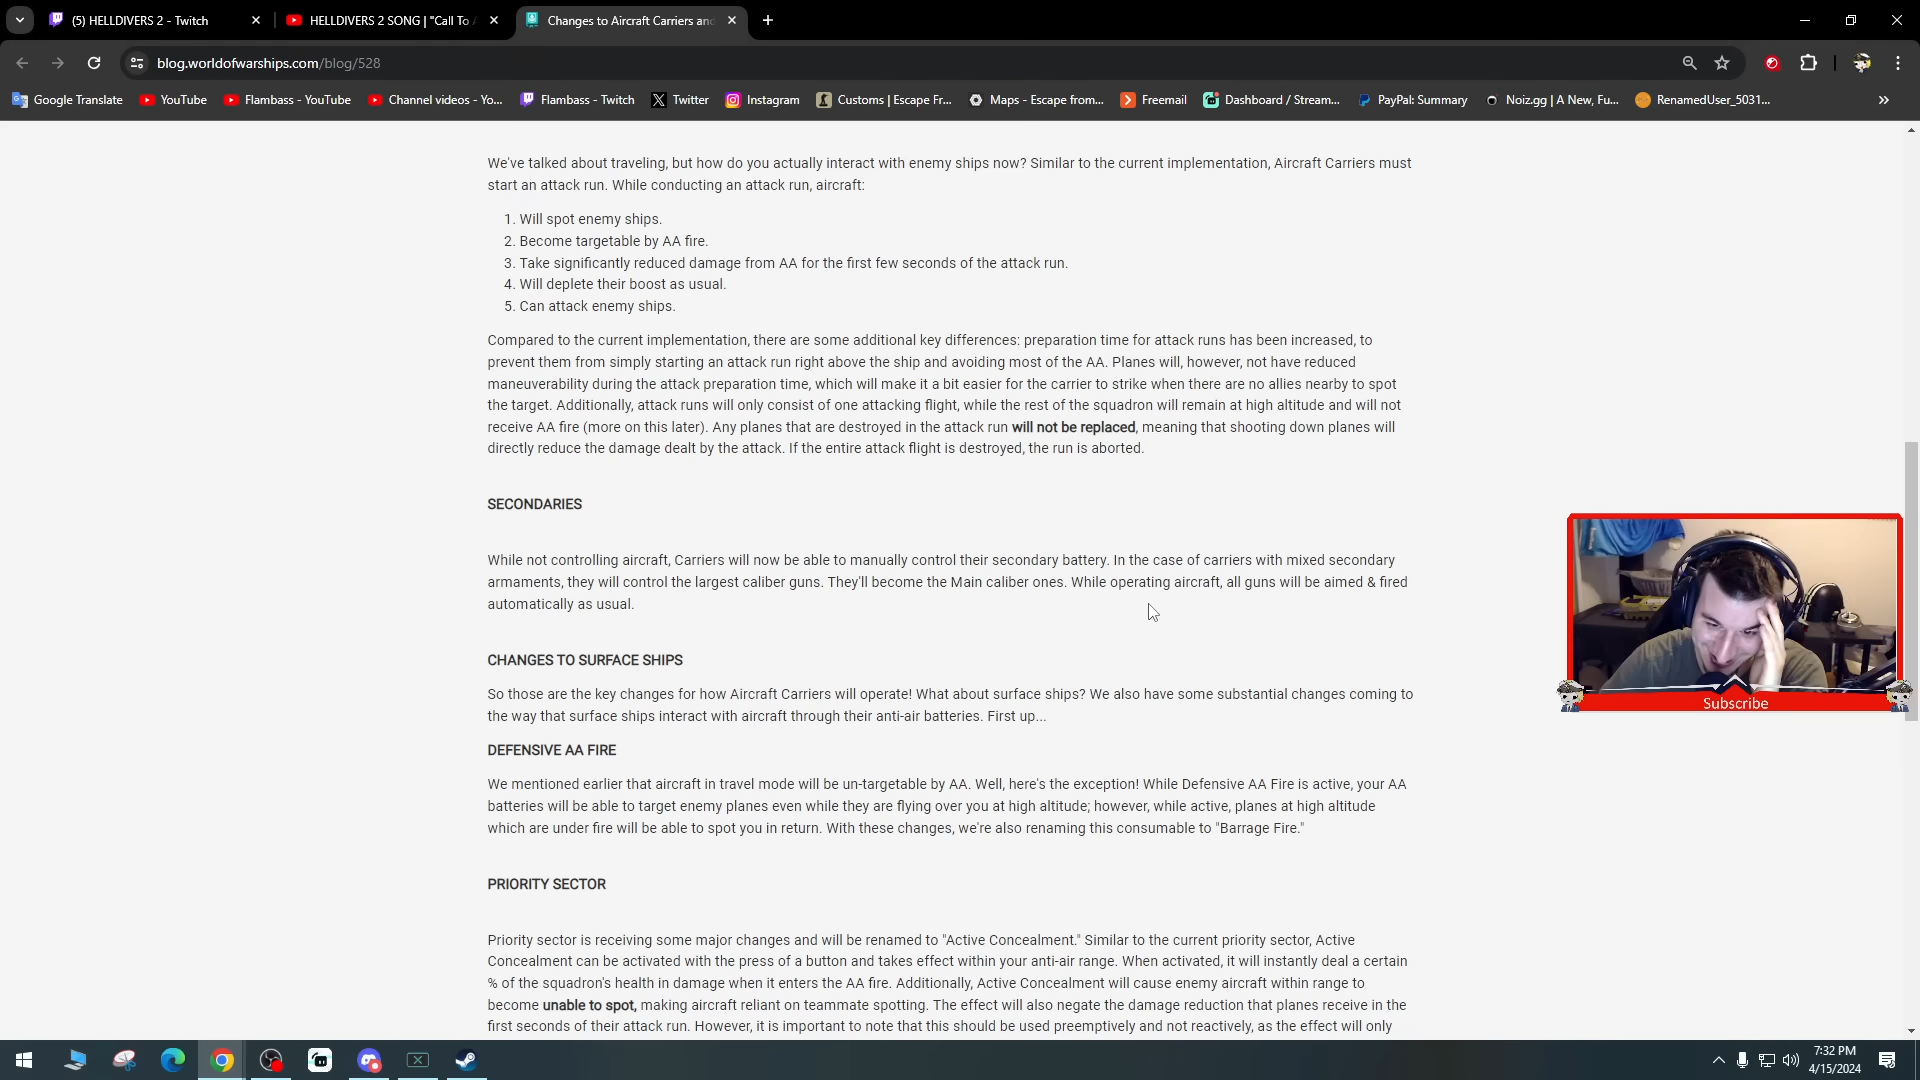 (5) HELLDIVERS 2 - Twitch
HELLDIVERS 2 SONG | "Call To A
Changes to Aircraft Carriers and
blog.worldofwarships.com/blog/528
Google Translate
YouTube
Flambass - YouTube
Channel videos - Yo...
Flambass - Twitch
Twitter
Instagram
Customs | Escape Fr...
Maps - Escape from...
Freemail
Dashboard / Stream...
PayPal: Summary
Noiz.gg | A New, Fu...
RenamedUser_5031...
We've talked about traveling, but how do you actually interact with enemy ships now? Similar to the current implementation, Aircraft Carriers must
start an attack run. While conducting an attack run, aircraft:
1. Will spot enemy ships.
2. Become targetable by AA fire.
3. Take significantly reduced damage from AA for the first few seconds of the attack run.
4. Will deplete their boost as usual.
5. Can attack enemy ships.
Compared to the current implementation, there are some additional key differences: preparation time for attack runs has been increased, to
prevent them from simply starting an attack run right above the ship and avoiding most of the AA. Planes will, however, not have reduced
maneuverability during the attack preparation time, which will make it a bit easier for the carrier to strike when there are no allies nearby to spot
the target. Additionally, attack runs will only consist of one attacking flight, while the rest of the squadron will remain at high altitude and will not
receive AA fire (more on this later). Any planes that are destroyed in the attack run will not be replaced, meaning that shooting down planes will
directly reduce the damage dealt by the attack. If the entire attack flight is destroyed, the run is aborted.
SECONDARIES
While not controlling aircraft, Carriers will now be able to manually control their secondary battery. In the case of carriers with mixed secondary
armaments, they will control the largest caliber guns. They'll become the Main caliber ones. While operating aircraft, all guns will be aimed & fired
automatically as usual.
CHANGES TO SURFACE SHIPS
So those are the key changes for how Aircraft Carriers will operate! What about surface ships? We also have some substantial changes coming to
the way that surface ships interact with aircraft through their anti-air batteries. First up...
DEFENSIVE AA FIRE
We mentioned earlier that aircraft in travel mode will be un-targetable by AA. Well, here's the exception! While Defensive AA Fire is active, your AA
batteries will be able to target enemy planes even while they are flying over you at high altitude; however, while active, planes at high altitude
which are under fire will be able to spot you in return. With these changes, we're also renaming this consumable to "Barrage Fire."
PRIORITY SECTOR
Priority sector is receiving some major changes and will be renamed to "Active Concealment." Similar to the current priority sector, Active
Concealment can be activated with the press of a button and takes effect within your anti-air range. When activated, it will instantly deal a certain
% of the squadron's health in damage when it enters the AA fire. Additionally, Active Concealment will cause enemy aircraft within range to
become unable to spot, making aircraft reliant on teammate spotting. The effect will also negate the damage reduction that planes receive in the
first seconds of their attack run. However, it is important to note that this should be used preemptively and not reactively, as the effect will only
Subscribe
7:32 PM
4/15/2024